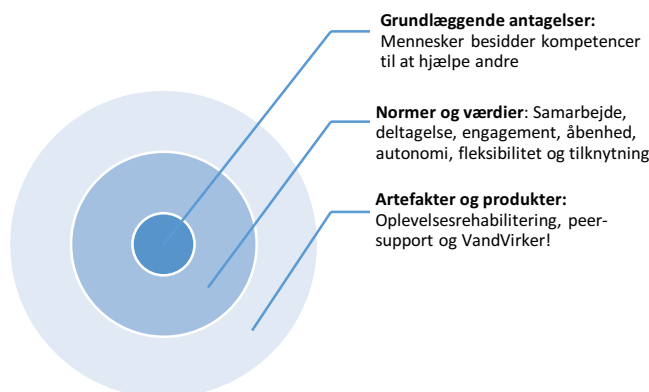 Grundlæggende antagelser:
Mennesker besidder kompetencer
til at hjælpe andre
Normer og værdier: Samarbejde,
deltagelse, engagement, åbenhed,
autonomi, fleksibilitet og tilknytning
Artefakter og produkter:
Oplevelsesrehabilitering, peer-
support og VandVirker!